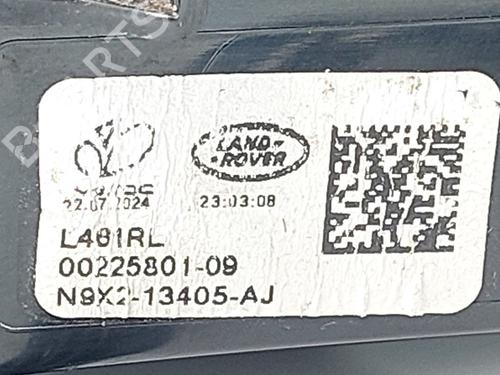 LAND
ROVER
22.07.2024 23:03:08
L461RL
00225801-09
N9X2-13405-AJ